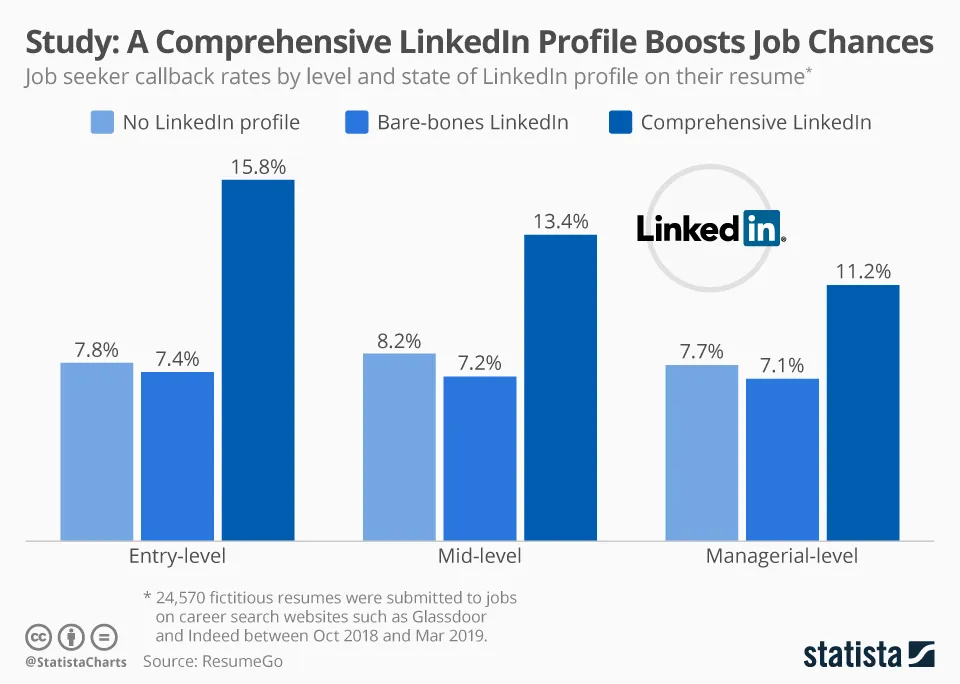 Study: A Comprehensive LinkedIn Profile Boosts Job Chances
Job seeker callback rates by level and state of LinkedIn profile on their resume*
No LinkedIn profile
Bare-bones LinkedIn
Comprehensive LinkedIn
15.8%
13.4%
Linked in®
11.2%
7.8%
7.4%
8.2%
7.2%
7.7%
7.1%
Entry-level
Mid-level
Managerial-level
* 24,570 fictitious resumes were submitted to jobs
on career search websites such as Glassdoor
and Indeed between Oct 2018 and Mar 2019.
cc
@StatistaCharts
Source: ResumeGo
statista